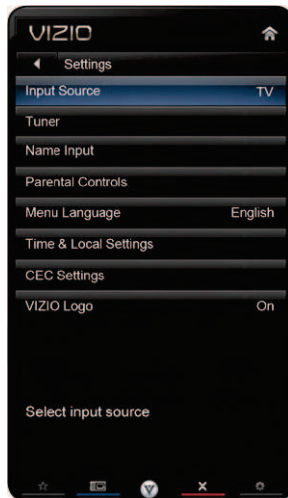 VIZIO
Settings
Input Source TV
Tuner
Name Input
Parental Controls
Menu Language English
Time & Local Settings
CEC Settings
VIZIO Logo On
Select input source